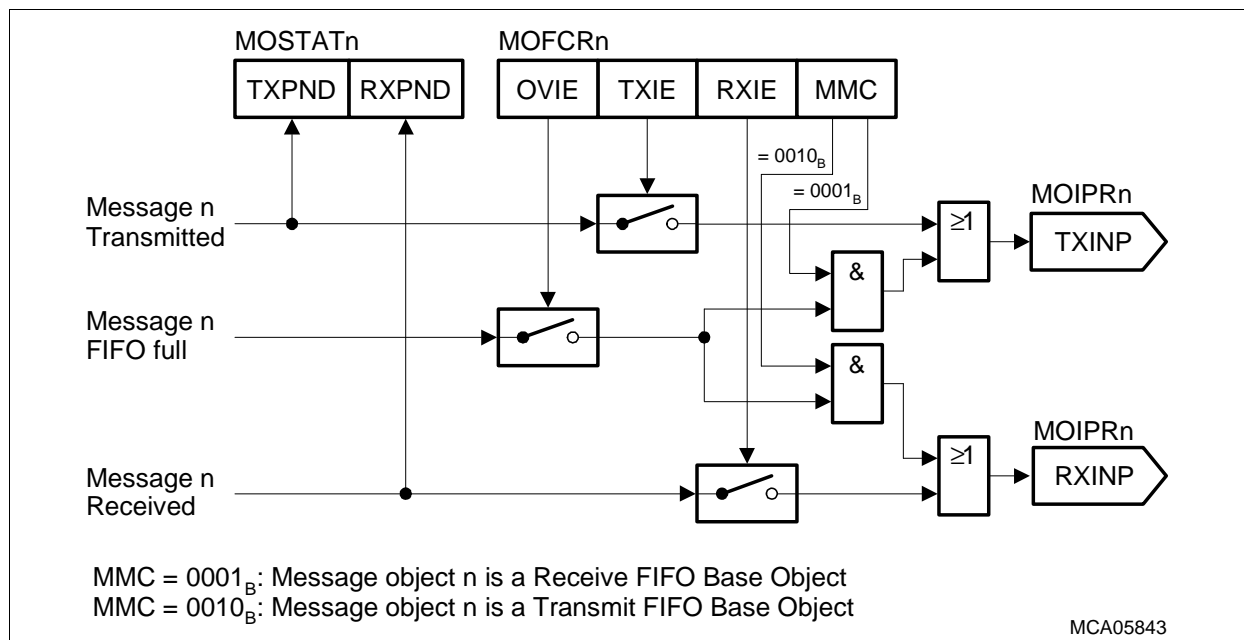 MOSTATn
MOFCRn
TXPND RXPND
OVIE TXIE RXIE MMC
= 0010B
= 0001B
Message n
Transmitted
MOIPRn
≥1
TXINP
&
Message n
FIFO full
&
MOIPRn
≥1
RXINP
Message n
Received
MMC = 0001B: Message object n is a Receive FIFO Base Object
MMC = 0010B: Message object n is a Transmit FIFO Base Object
MCA05843